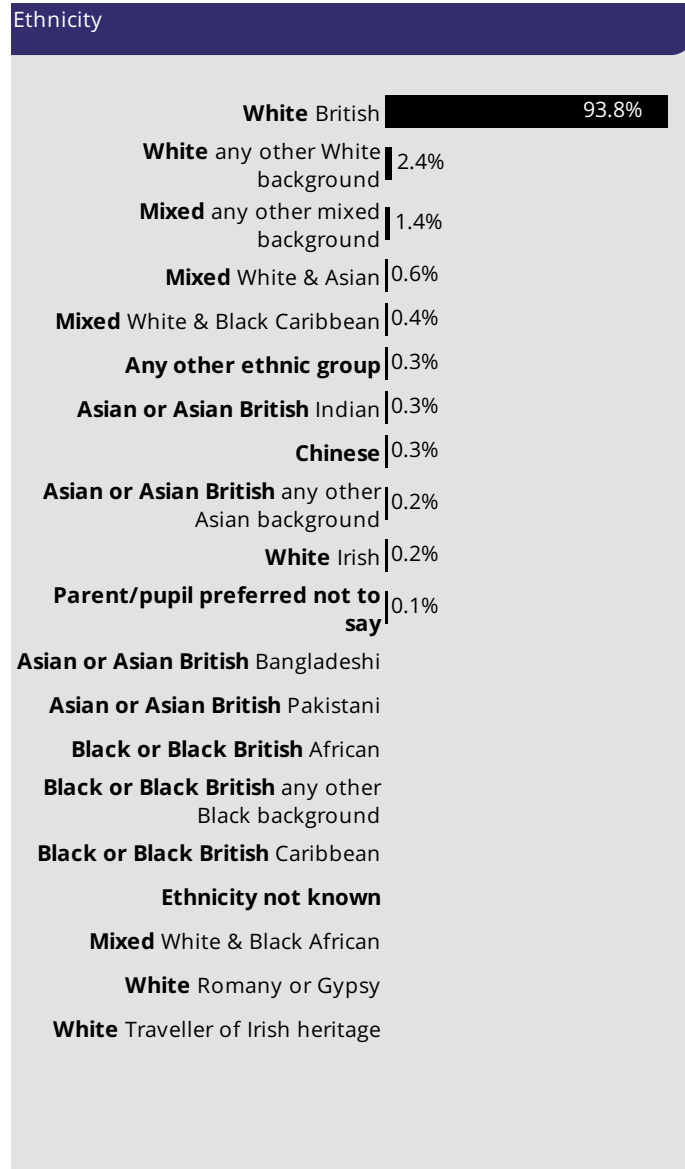 Ethnicity
White British 93.8%
White any other White
background 2.4%
Mixed any other mixed
background 1.4%
Mixed White & Asian 0.6%
Mixed White & Black Caribbean 0.4%
Any other ethnic group 0.3%
Asian or Asian British Indian 0.3%
Chinese 0.3%
Asian or Asian British any other
Asian background 0.2%
White Irish 0.2%
Parent/pupil preferred not to
say 0.1%
Asian or Asian British Bangladeshi
Asian or Asian British Pakistani
Black or Black British African
Black or Black British any other
Black background
Black or Black British Caribbean
Ethnicity not known
Mixed White & Black African
White Romany or Gypsy
White Traveller of Irish heritage